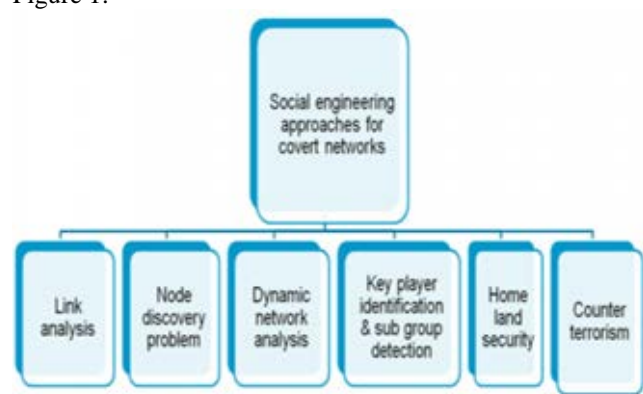 Figure 1.
Social engineering
approaches for
covert networks
Link
analysis
Node
discovery
problem
Dynamic
network
analysis
Key player
identification
& sub group
detection
Home
land
security
Counter
terrorism